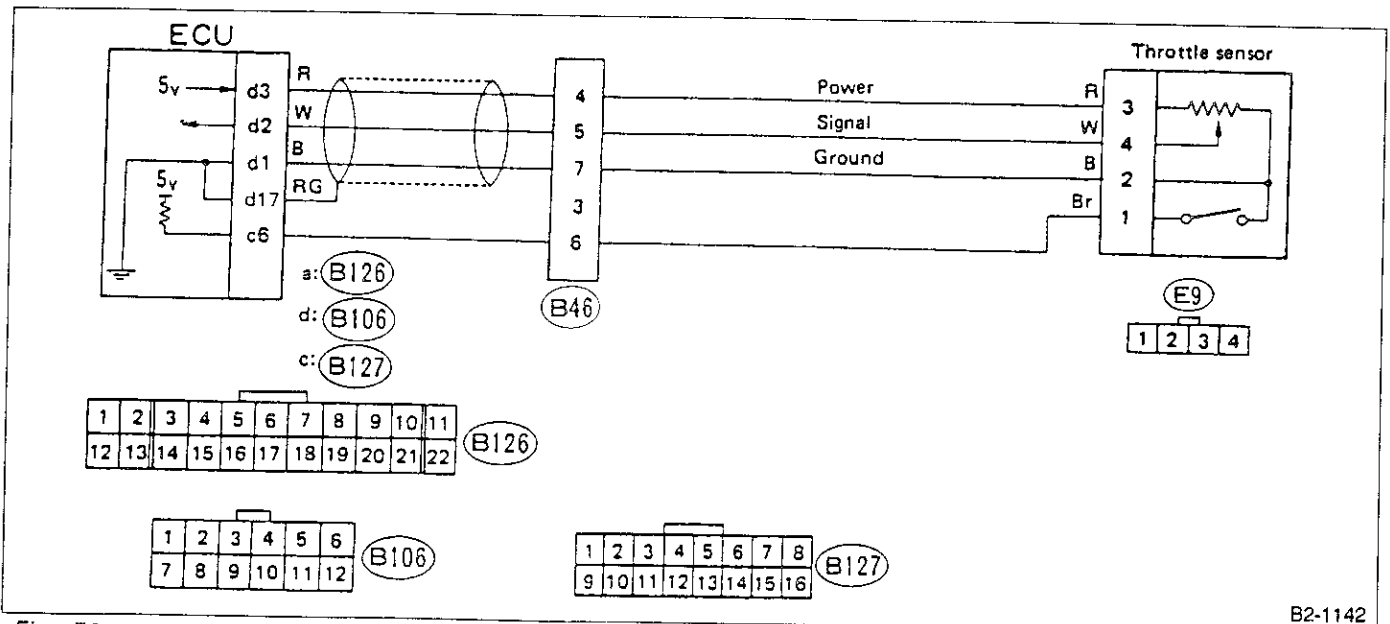 ECU
Throttle sensor
5v
d3
R
4
Power
R
3
d2
W
5
Signal
W
4
d1
B
7
Ground
B
2
5v
d17
RG
3
Br
1
c6
6
a: B126
d: B106
c: B127
B46
E9
1 2 3 4
1 2 3 4 5 6 7 8 9 10 11
12 13 14 15 16 17 18 19 20 21 22
B126
1 2 3 4 5 6
7 8 9 10 11 12
B106
1 2 3 4 5 6 7 8
9 10 11 12 13 14 15 16
B127
B2-1142